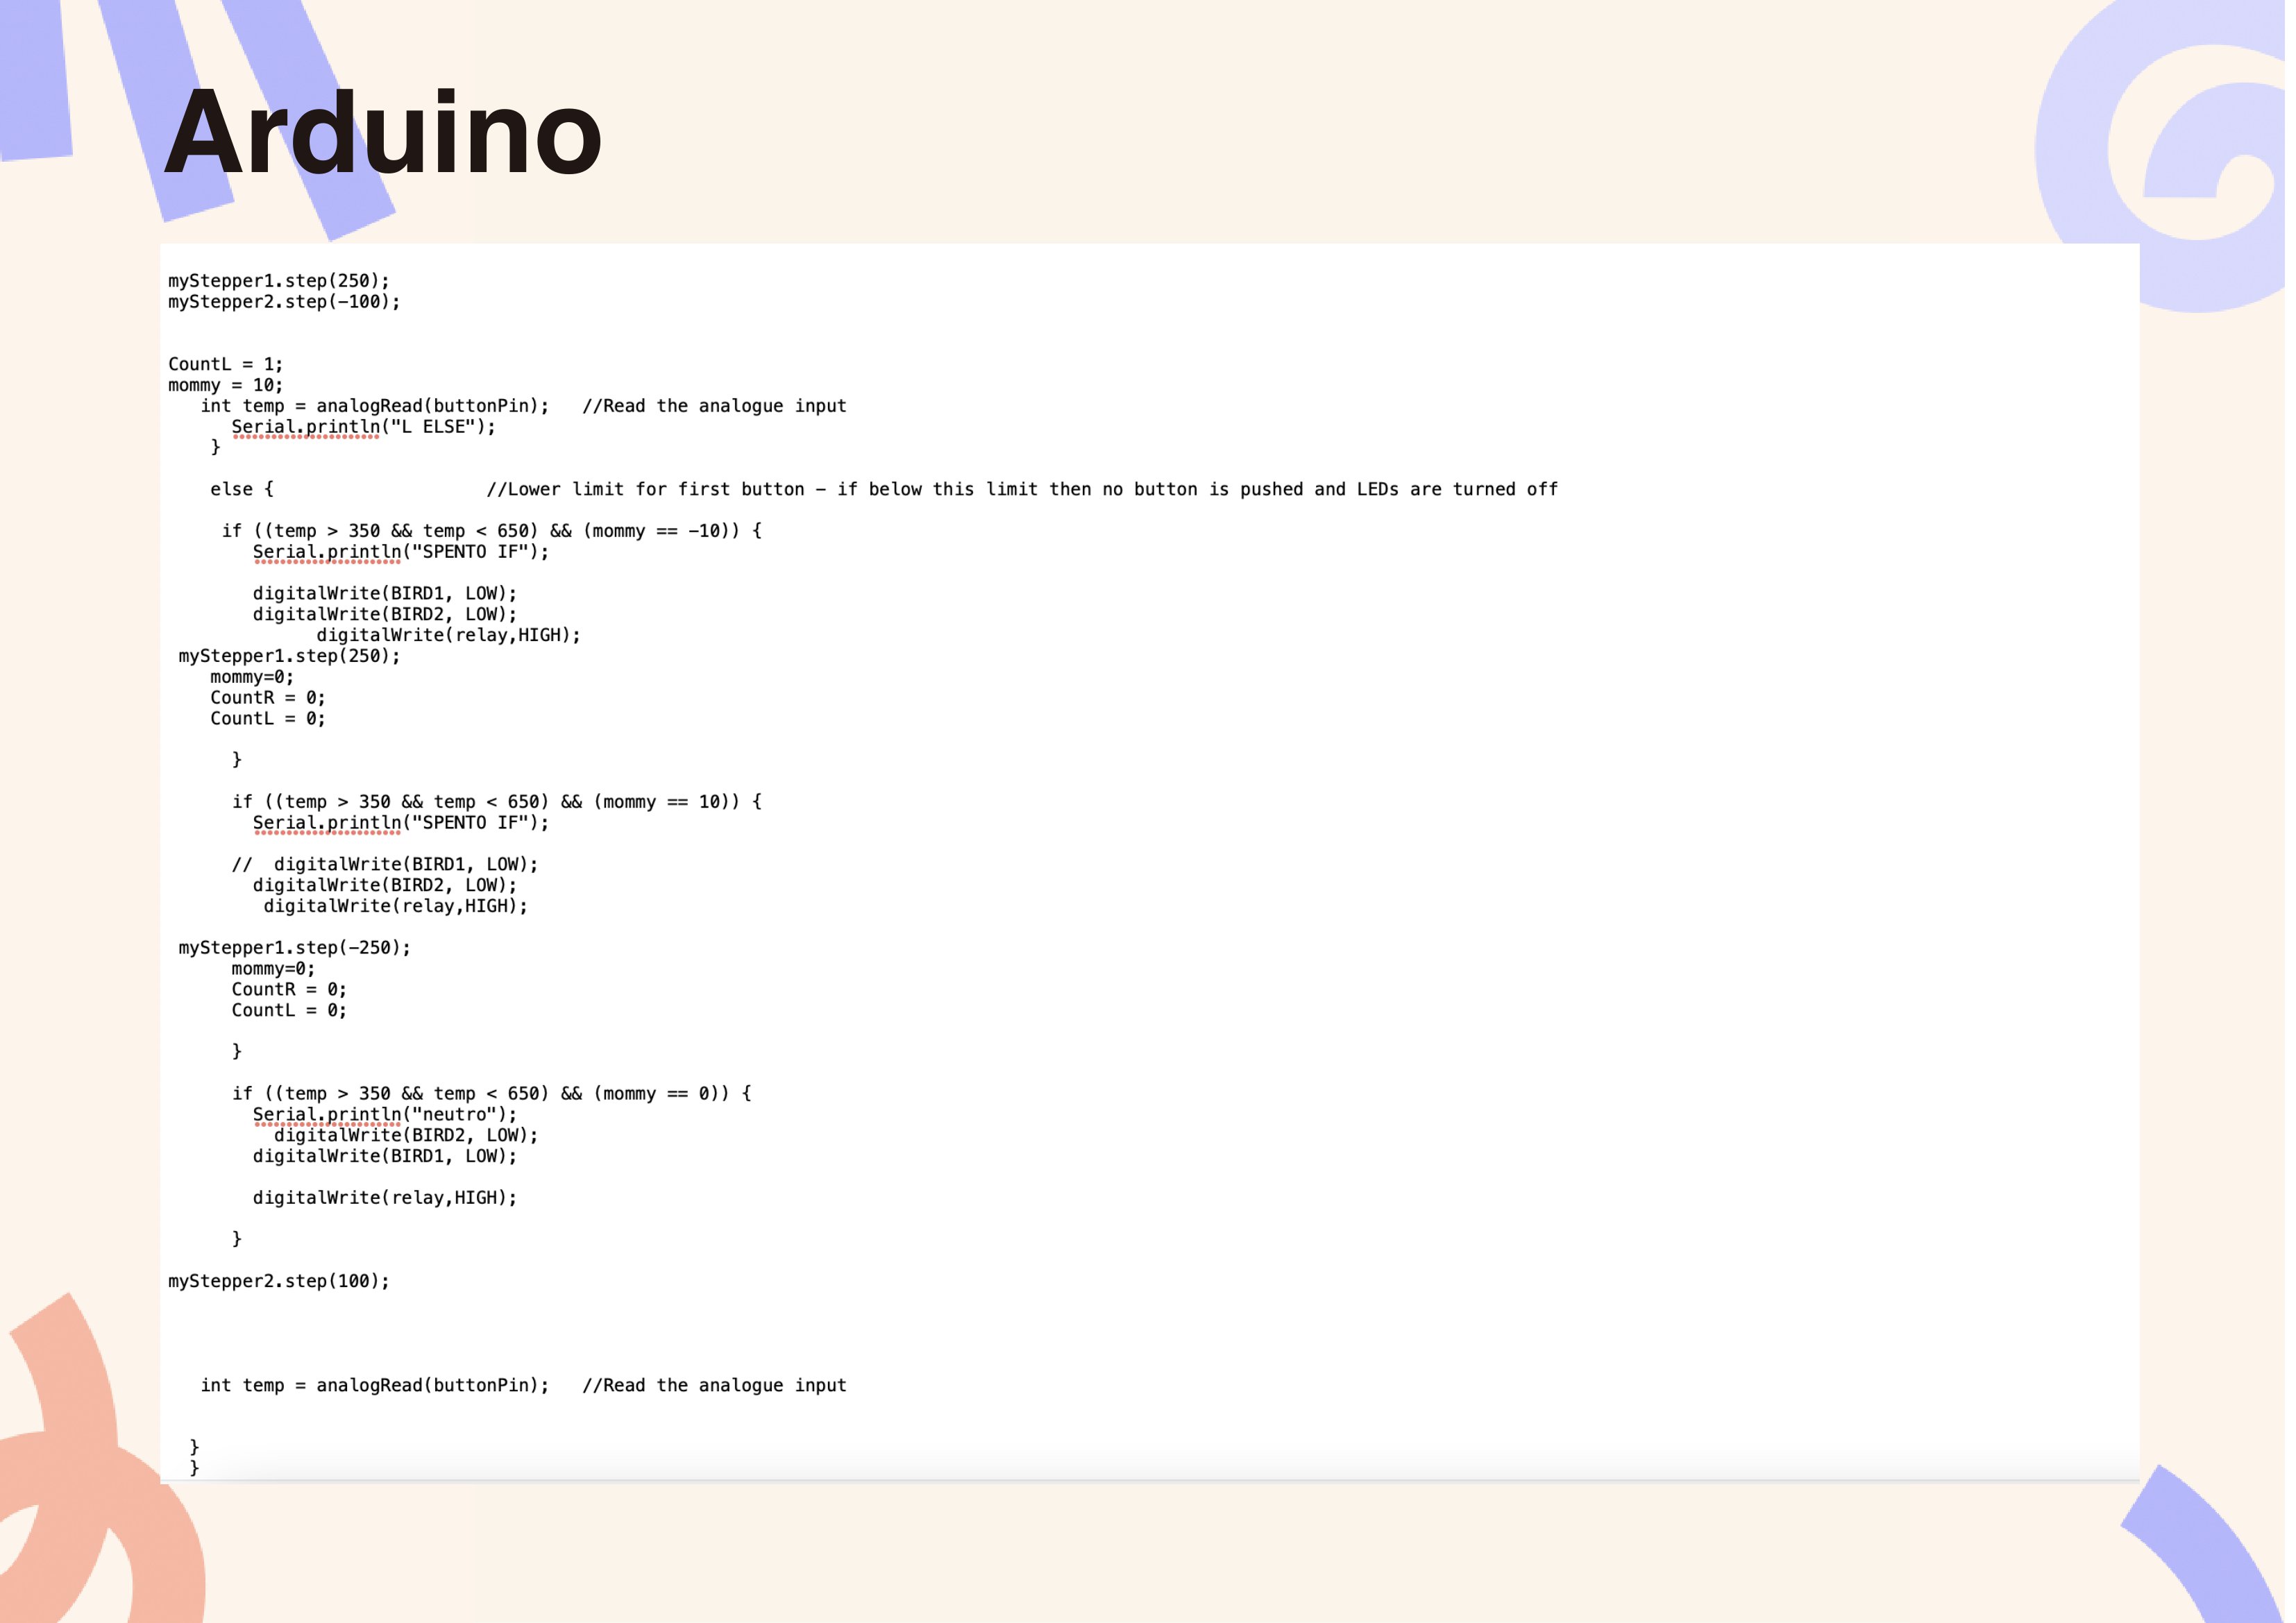 Arduino
myStepper1.step(250);
myStepper2.step(-100);
CountL = 1;
mommy = 10;
int temp = analogRead(buttonPin);   //Read the analogue input
Serial.println("L ELSE");
}
else {                    //Lower limit for first button – if below this limit then no button is pushed and LEDs are turned off
if ((temp > 350 && temp < 650) && (mommy == -10)) {
Serial.println("SPENTO IF");
digitalWrite(BIRD1, LOW);
digitalWrite(BIRD2, LOW);
digitalWrite(relay,HIGH);
myStepper1.step(250);
mommy=0;
CountR = 0;
CountL = 0;
}
if ((temp > 350 && temp < 650) && (mommy == 10)) {
Serial.println("SPENTO IF");
//  digitalWrite(BIRD1, LOW);
digitalWrite(BIRD2, LOW);
digitalWrite(relay,HIGH);
myStepper1.step(-250);
mommy=0;
CountR = 0;
CountL = 0;
}
if ((temp > 350 && temp < 650) && (mommy == 0)) {
Serial.println("neutro");
digitalWrite(BIRD2, LOW);
digitalWrite(BIRD1, LOW);
digitalWrite(relay,HIGH);
}
myStepper2.step(100);
int temp = analogRead(buttonPin);   //Read the analogue input
}
}